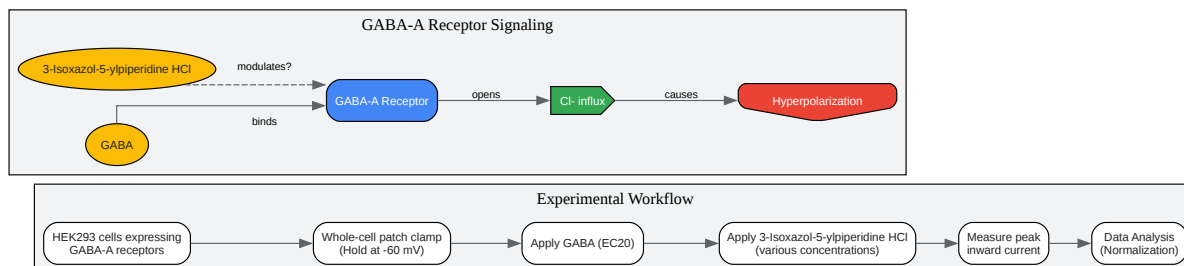 GABA-A Receptor Signaling
3-Isoxazol-5-ylpiperidine HCl
modulates?
GABA-A Receptor
opens
Cl- influx
causes
Hyperpolarization
binds
GABA
Experimental Workflow
HEK293 cells expressing
GABA-A receptors
Whole-cell patch clamp
(Hold at -60 mV)
Apply GABA (EC20)
Apply 3-Isoxazol-5-ylpiperidine HCl
(various concentrations)
Measure peak
inward current
Data Analysis
(Normalization)